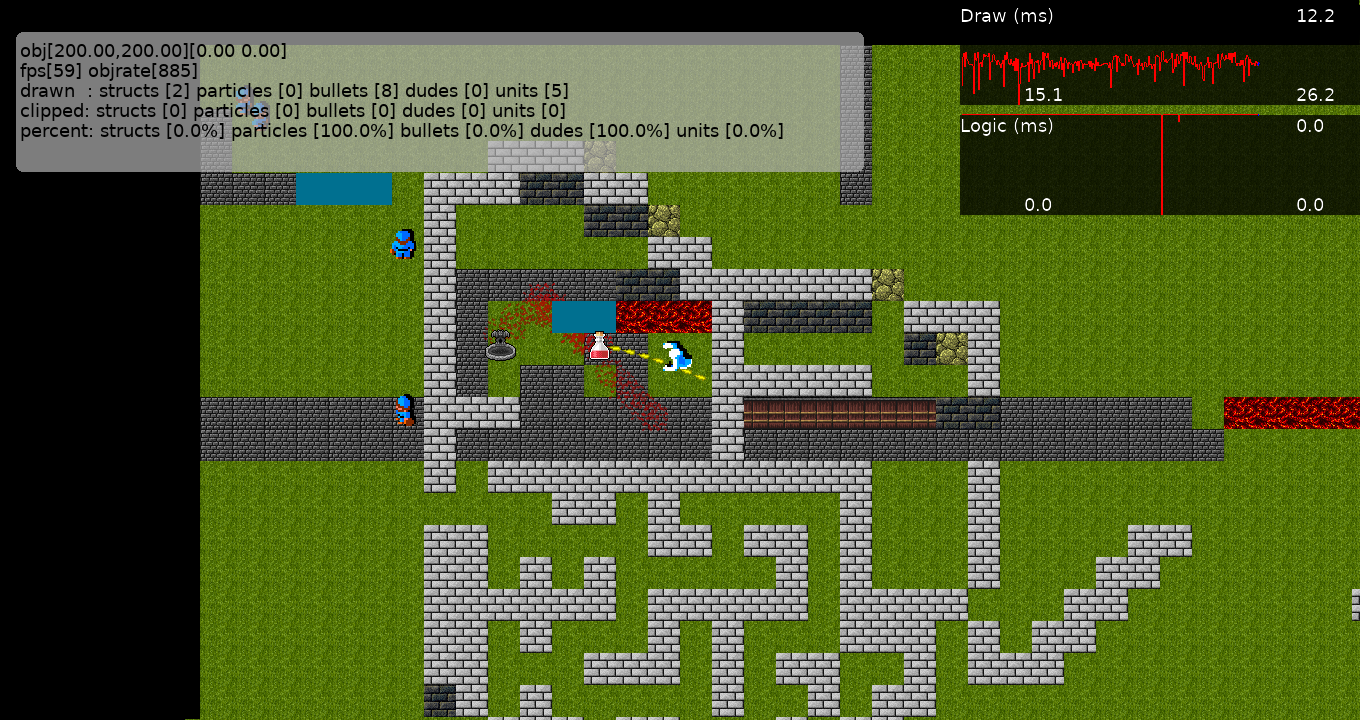 Draw (ms) 12.2
obj[200.00,200.00][0.00 0.00]
fps[59] objrate[885]
drawn  : structs [2] particles [0] bullets [8] dudes [0] units [5]
clipped: structs [0] particles [0] bullets [0] dudes [0] units [0]
percent: structs [0.0%] particles [100.0%] bullets [0.0%] dudes [100.0%] units [0.0%]
15.1 26.2
Logic (ms) 0.0
0.0 0.0